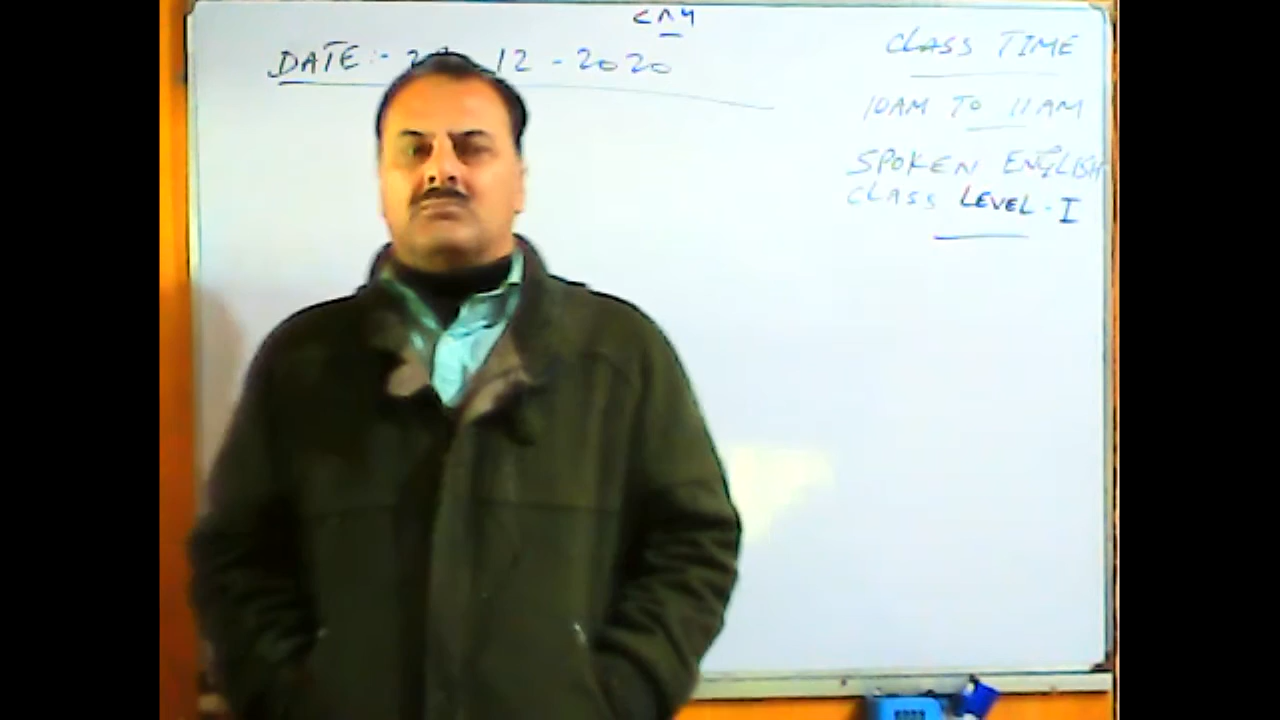 DATE :- 12 - 2020
CLASS TIME
10AM TO 11AM
SPOKEN ENGLISH
CLASS LEVEL - I